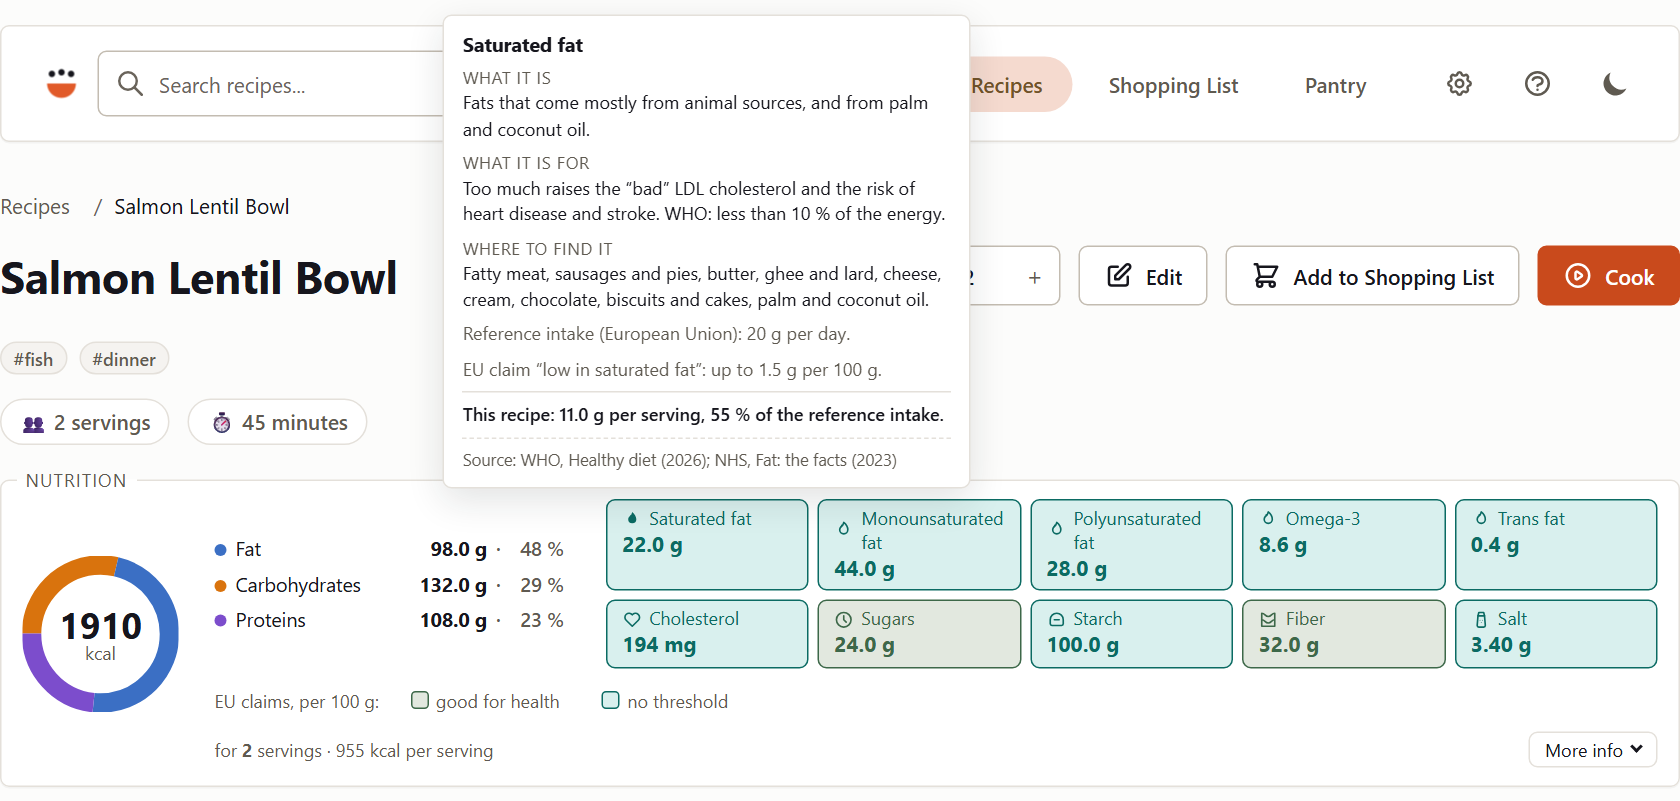 Search recipes...
Recipes
Shopping List
Pantry
Saturated fat
WHAT IT IS
Fats that come mostly from animal sources, and from palm
and coconut oil.
WHAT IT IS FOR
Too much raises the “bad” LDL cholesterol and the risk of
heart disease and stroke. WHO: less than 10 % of the energy.
WHERE TO FIND IT
Fatty meat, sausages and pies, butter, ghee and lard, cheese,
cream, chocolate, biscuits and cakes, palm and coconut oil.
Reference intake (European Union): 20 g per day.
EU claim “low in saturated fat”: up to 1.5 g per 100 g.
This recipe: 11.0 g per serving, 55 % of the reference intake.
Source: WHO, Healthy diet (2026); NHS, Fat: the facts (2023)
Recipes / Salmon Lentil Bowl
Salmon Lentil Bowl
+
Edit
Add to Shopping List
Cook
#fish
#dinner
2 servings
45 minutes
NUTRITION
1910
kcal
Fat 98.0 g · 48 %
Carbohydrates 132.0 g · 29 %
Proteins 108.0 g · 23 %
Saturated fat
22.0 g
Monounsaturated
fat
44.0 g
Polyunsaturated
fat
28.0 g
Omega-3
8.6 g
Trans fat
0.4 g
Cholesterol
194 mg
Sugars
24.0 g
Starch
100.0 g
Fiber
32.0 g
Salt
3.40 g
EU claims, per 100 g: good for health no threshold
for 2 servings · 955 kcal per serving
More info